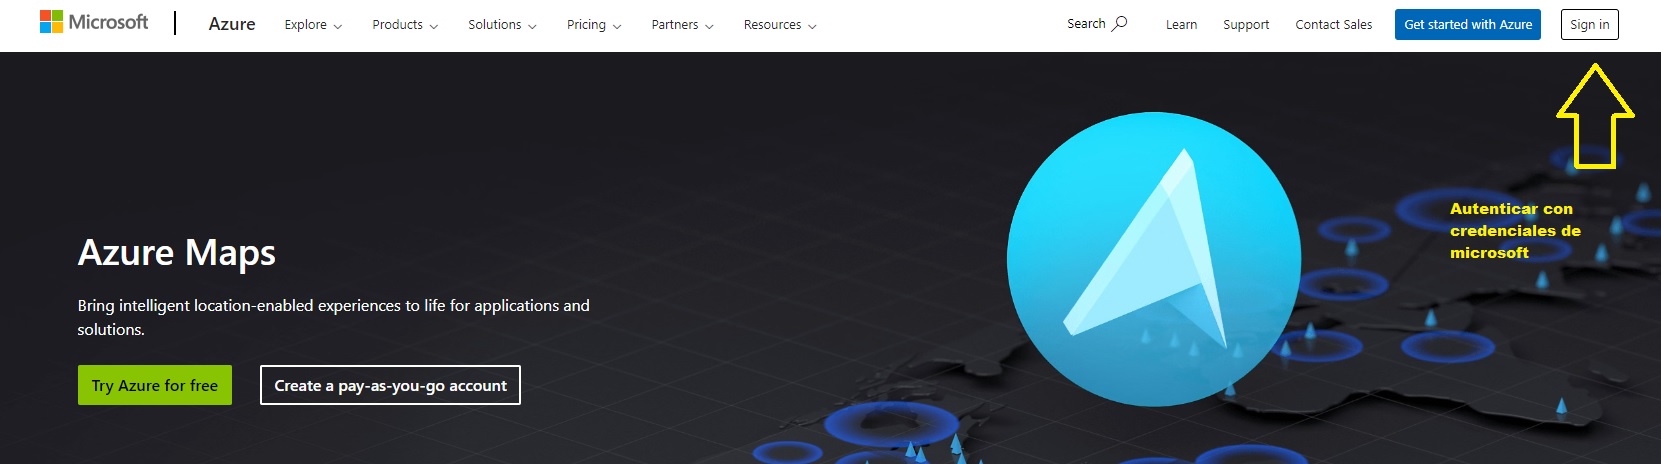 Microsoft Azure Explore Products Solutions Pricing Partners Resources Search Learn Support Contact Sales Get started with Azure Sign in
Autenticar con
credenciales de
microsoft
Azure Maps
Bring intelligent location-enabled experiences to life for applications and
solutions.
Try Azure for free Create a pay-as-you-go account